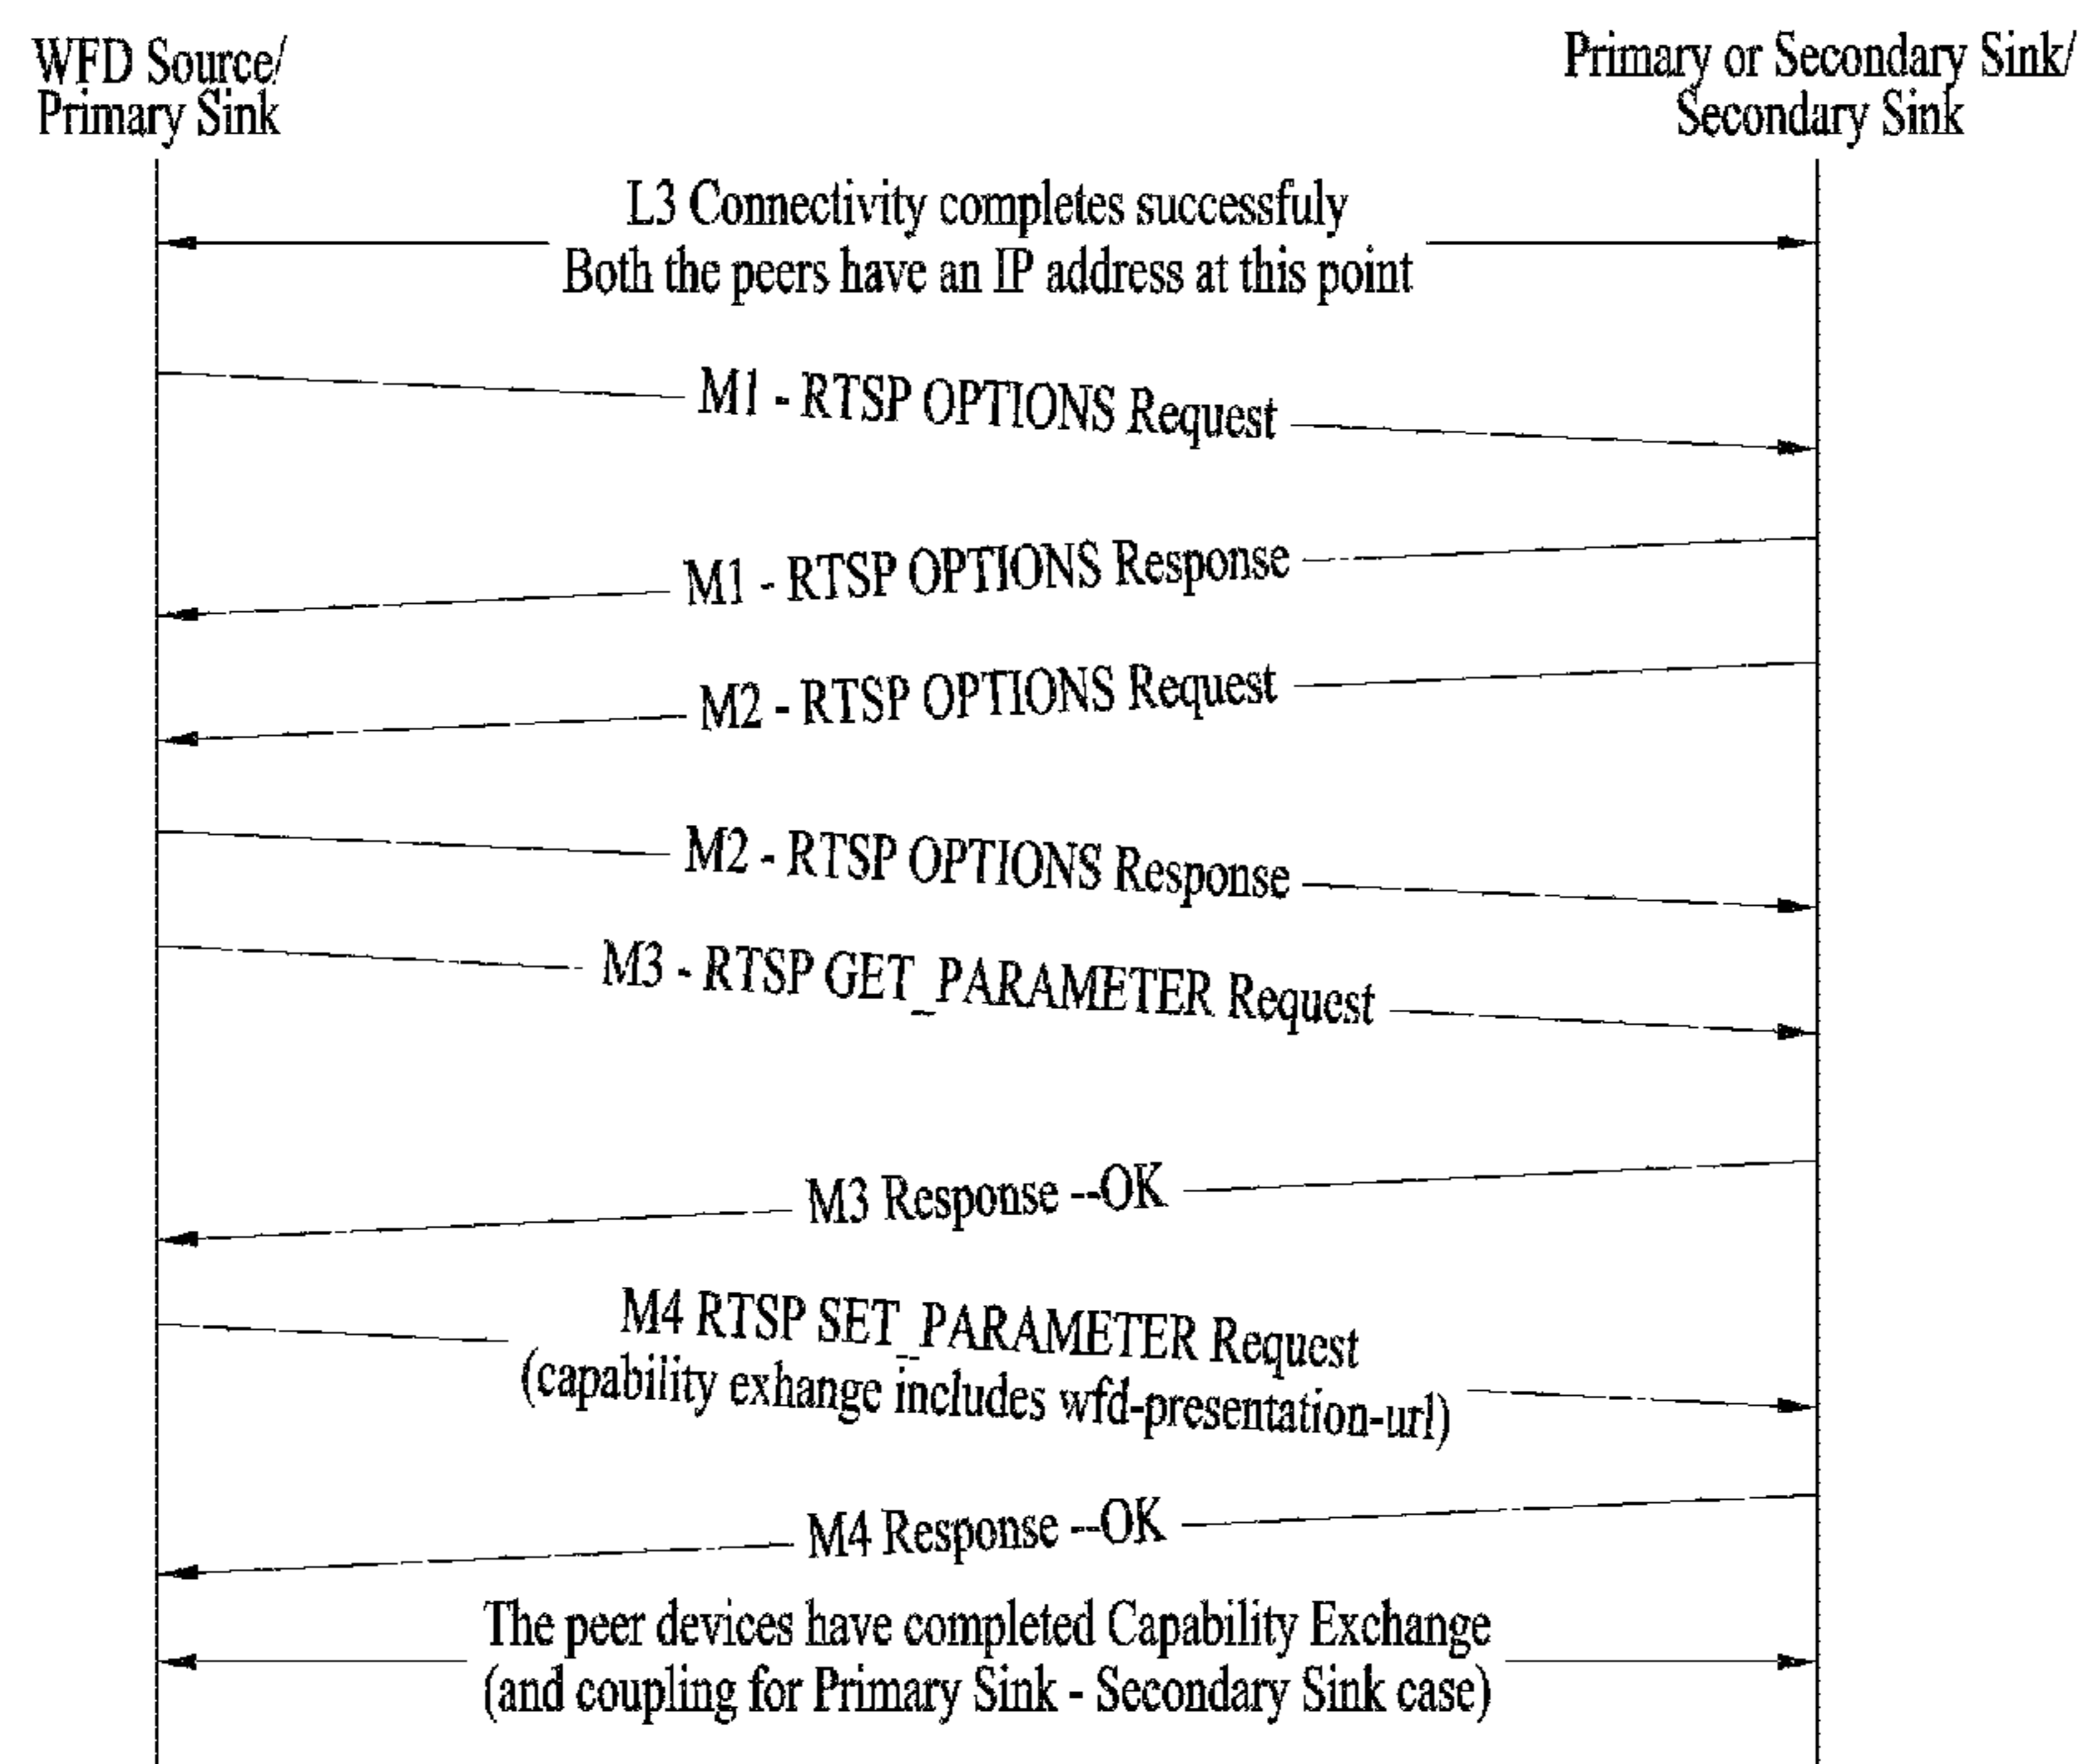 WFD Source/
Primary Sink
Primary or Secondary Sink/
Secondary Sink
L3 Connectivity completes successfuly
Both the peers have an IP address at this point
M1 - RTSP OPTIONS Request
M1 - RTSP OPTIONS Response
M2 - RTSP OPTIONS Request
M2 - RTSP OPTIONS Response
M3 - RTSP GET_PARAMETER Request
M3 Response --OK
M4 RTSP SET_PARAMETER Request
(capability exhange includes wfd-presentation-url)
M4 Response --OK
The peer devices have completed Capability Exchange
(and coupling for Primary Sink - Secondary Sink case)